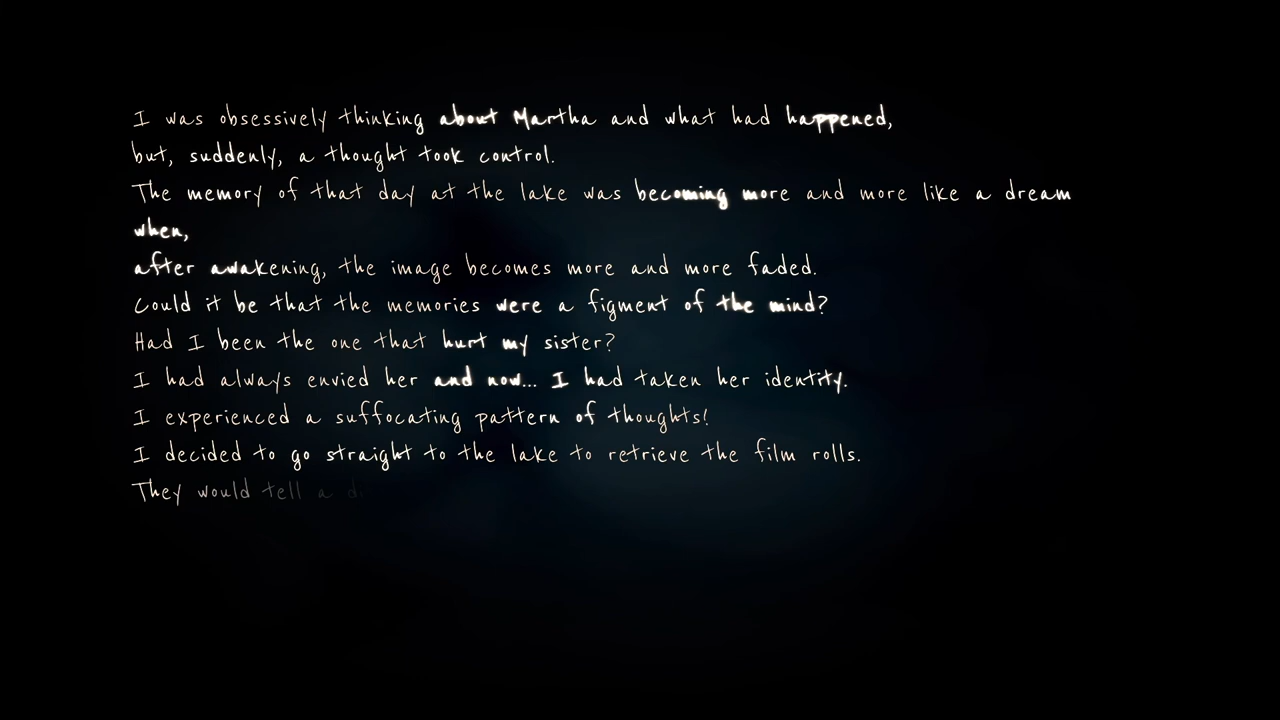 I was obsessively thinking about Martha and what had happened,
but, suddenly, a thought took control.
The memory of that day at the lake was becoming more and more like a dream
when,
after awakening, the image becomes more and more faded.
Could it be that the memories were a figment of the mind?
Had I been the one that hurt my sister?
I had always envied her and now... I had taken her identity.
I experienced a suffocating pattern of thoughts!
I decided to go straight to the lake to retrieve the film rolls.
They would tell a